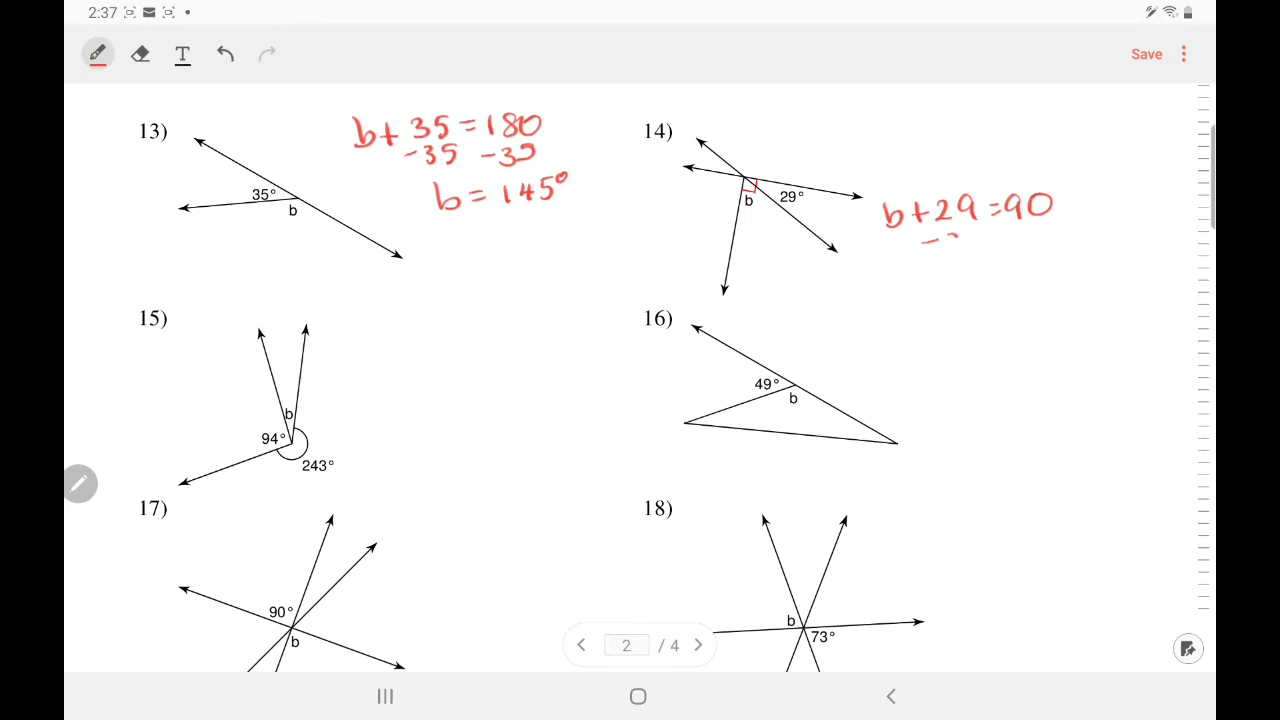 2:37
Save
13)
b + 35 = 180
-35 -35
b = 145°
35°
b
14)
b
29°
b + 29 = 90
15)
b
94°
243°
16)
49°
b
17)
90°
b
18)
b
73°
2 / 4